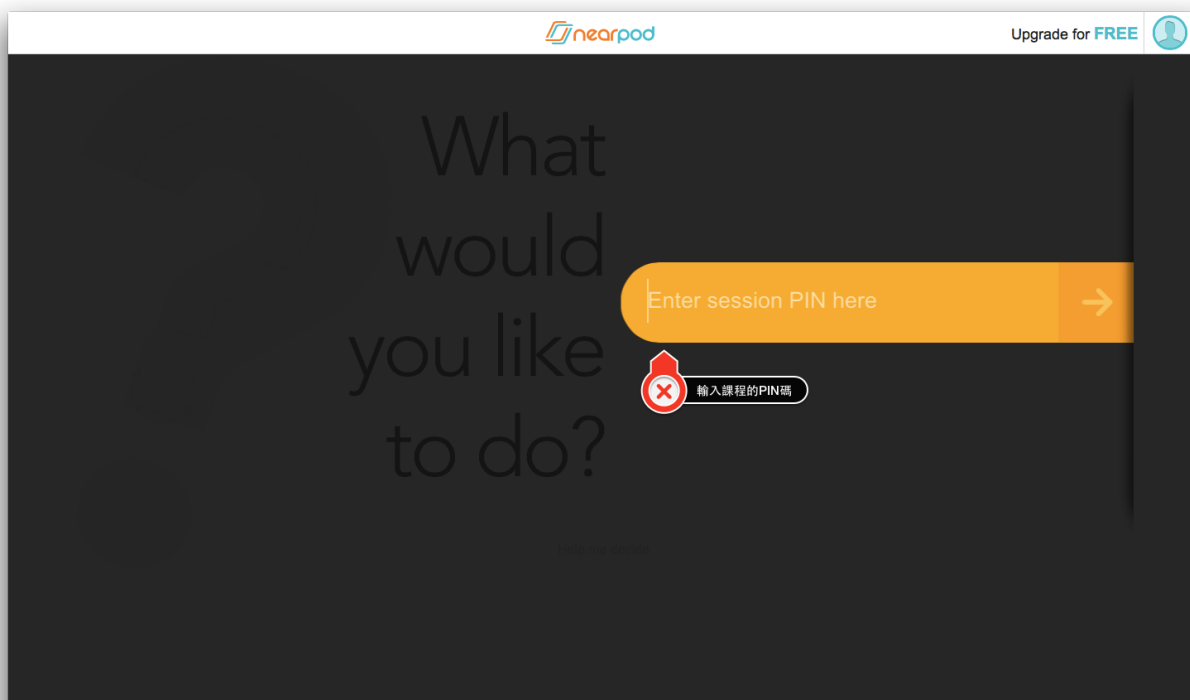 nearpod
Upgrade for FREE
What
would
you like
to do?
Enter session PIN here
輸入課程的PIN碼